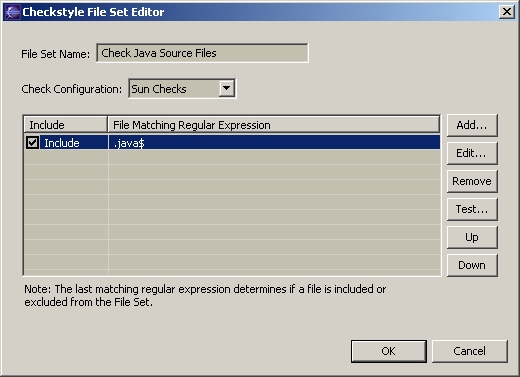 Checkstyle File Set Editor
File Set Name: Check Java Source Files
Check Configuration: Sun Checks
Include File Matching Regular Expression Add...
Include .java$
Edit...
Remove
Test...
Up
Down
Note: The last matching regular expression determines if a file is included or
excluded from the File Set.
OK Cancel